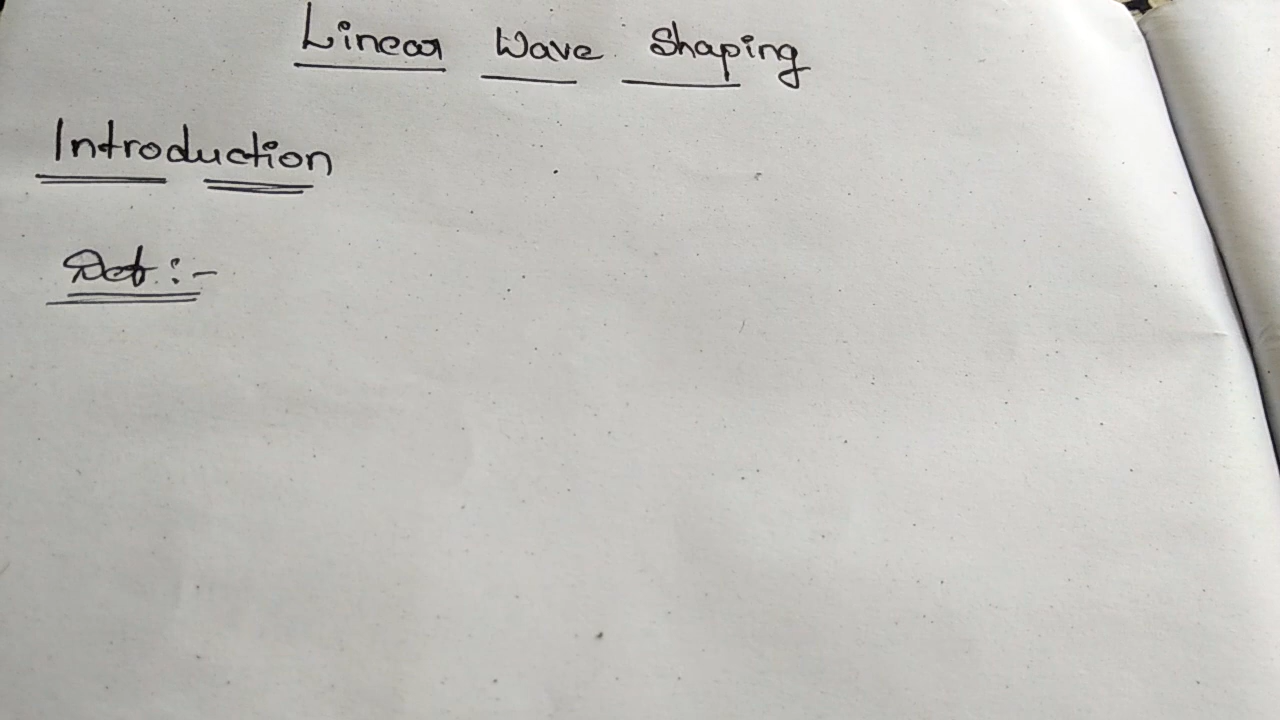 Linear Wave Shaping
Introduction
Def :-